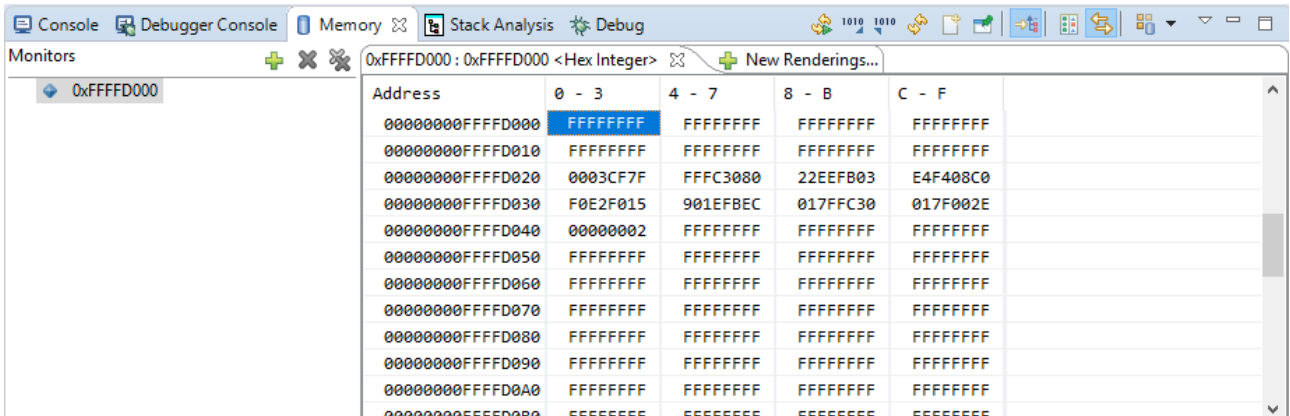 Console Debugger Console Memory Stack Analysis Debug
Monitors
0xFFFFD000
0xFFFFD000 : 0xFFFFD000 <Hex Integer> New Renderings...
Address 0 - 3 4 - 7 8 - B C - F
00000000FFFFD000 FFFFFFFF FFFFFFFF FFFFFFFF FFFFFFFF
00000000FFFFD010 FFFFFFFF FFFFFFFF FFFFFFFF FFFFFFFF
00000000FFFFD020 0003CF7F FFFC3080 22EEFB03 E4F408C0
00000000FFFFD030 F0E2F015 901EFBEC 017FFC30 017F002E
00000000FFFFD040 00000002 FFFFFFFF FFFFFFFF FFFFFFFF
00000000FFFFD050 FFFFFFFF FFFFFFFF FFFFFFFF FFFFFFFF
00000000FFFFD060 FFFFFFFF FFFFFFFF FFFFFFFF FFFFFFFF
00000000FFFFD070 FFFFFFFF FFFFFFFF FFFFFFFF FFFFFFFF
00000000FFFFD080 FFFFFFFF FFFFFFFF FFFFFFFF FFFFFFFF
00000000FFFFD090 FFFFFFFF FFFFFFFF FFFFFFFF FFFFFFFF
00000000FFFFD0A0 FFFFFFFF FFFFFFFF FFFFFFFF FFFFFFFF